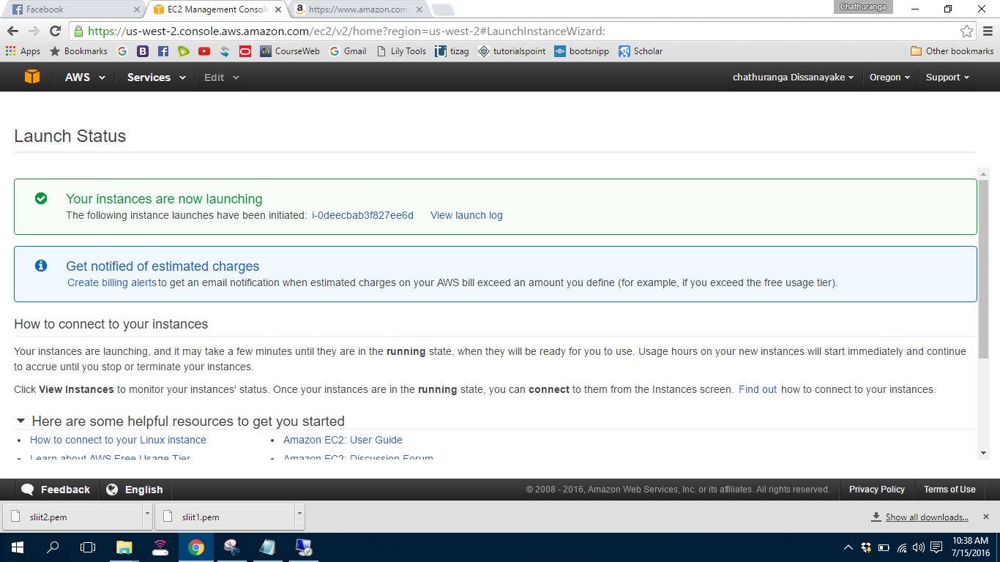 Facebook
EC2 Management Console
https://www.amazon.com
Chathuranga
https://us-west-2.console.aws.amazon.com/ec2/v2/home?region=us-west-2#LaunchInstanceWizard:
Apps Bookmarks CourseWeb Gmail Lily Tools tizag tutorialspoint bootsnipp Scholar Other bookmarks
AWS Services Edit chathuranga Dissanayake Oregon Support
Launch Status
Your instances are now launching
The following instance launches have been initiated: i-0deecbab3f827ee6d View launch log
Get notified of estimated charges
Create billing alerts to get an email notification when estimated charges on your AWS bill exceed an amount you define (for example, if you exceed the free usage tier).
How to connect to your instances
Your instances are launching, and it may take a few minutes until they are in the running state, when they will be ready for you to use. Usage hours on your new instances will start immediately and continue
to accrue until you stop or terminate your instances.
Click View Instances to monitor your instances' status. Once your instances are in the running state, you can connect to them from the Instances screen. Find out how to connect to your instances.
Here are some helpful resources to get you started
• How to connect to your Linux instance • Amazon EC2: User Guide
• Learn about AWS Free Usage Tier • Amazon EC2: Discussion Forum
Feedback English © 2008 - 2016, Amazon Web Services, Inc. or its affiliates. All rights reserved. Privacy Policy Terms of Use
sliit2.pem sliit1.pem Show all downloads...
10:38 AM
7/15/2016